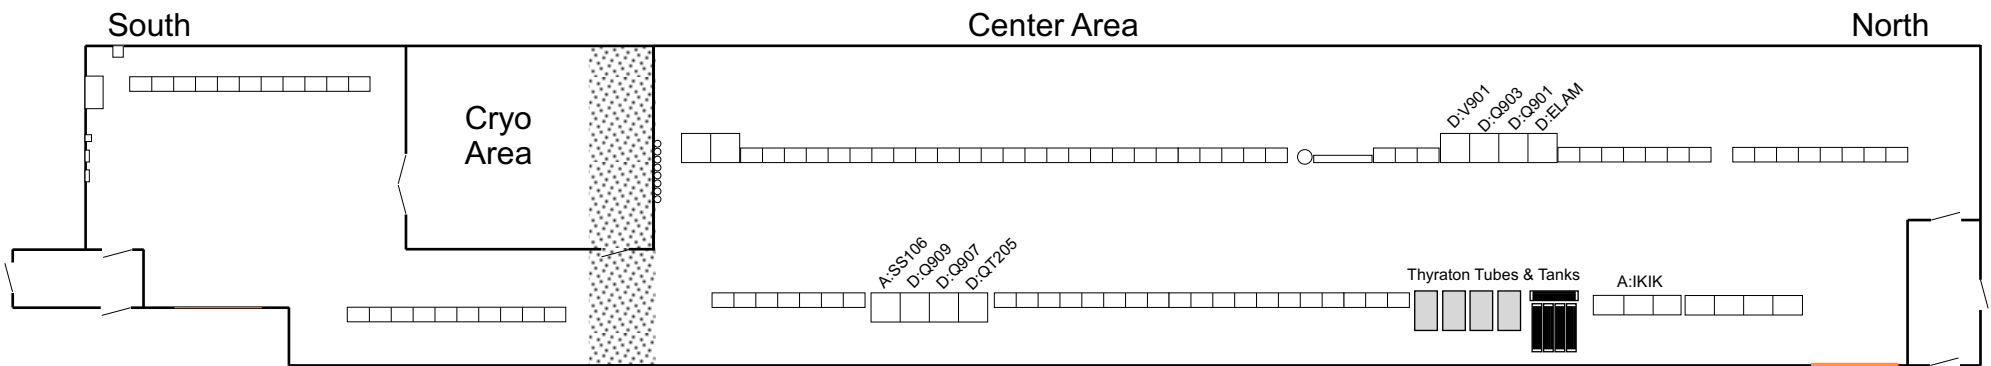 South
Center Area
North
Cryo
Area
D:V901
D:Q903
D:Q901
D:ELAM
A:SS106
D:Q909
D:Q907
D:QT205
Thyraton Tubes & Tanks
A:IKIK